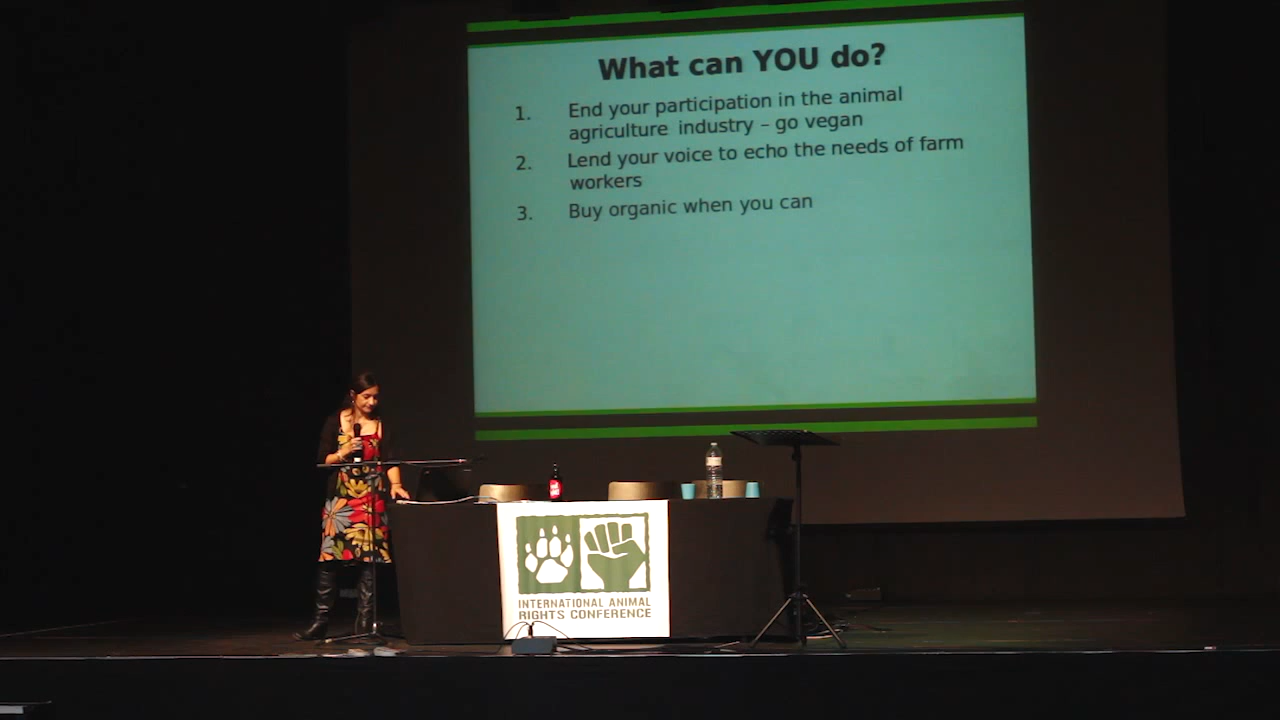 What can YOU do?
1. End your participation in the animal
agriculture industry – go vegan
2. Lend your voice to echo the needs of farm
workers
3. Buy organic when you can
INTERNATIONAL ANIMAL
RIGHTS CONFERENCE